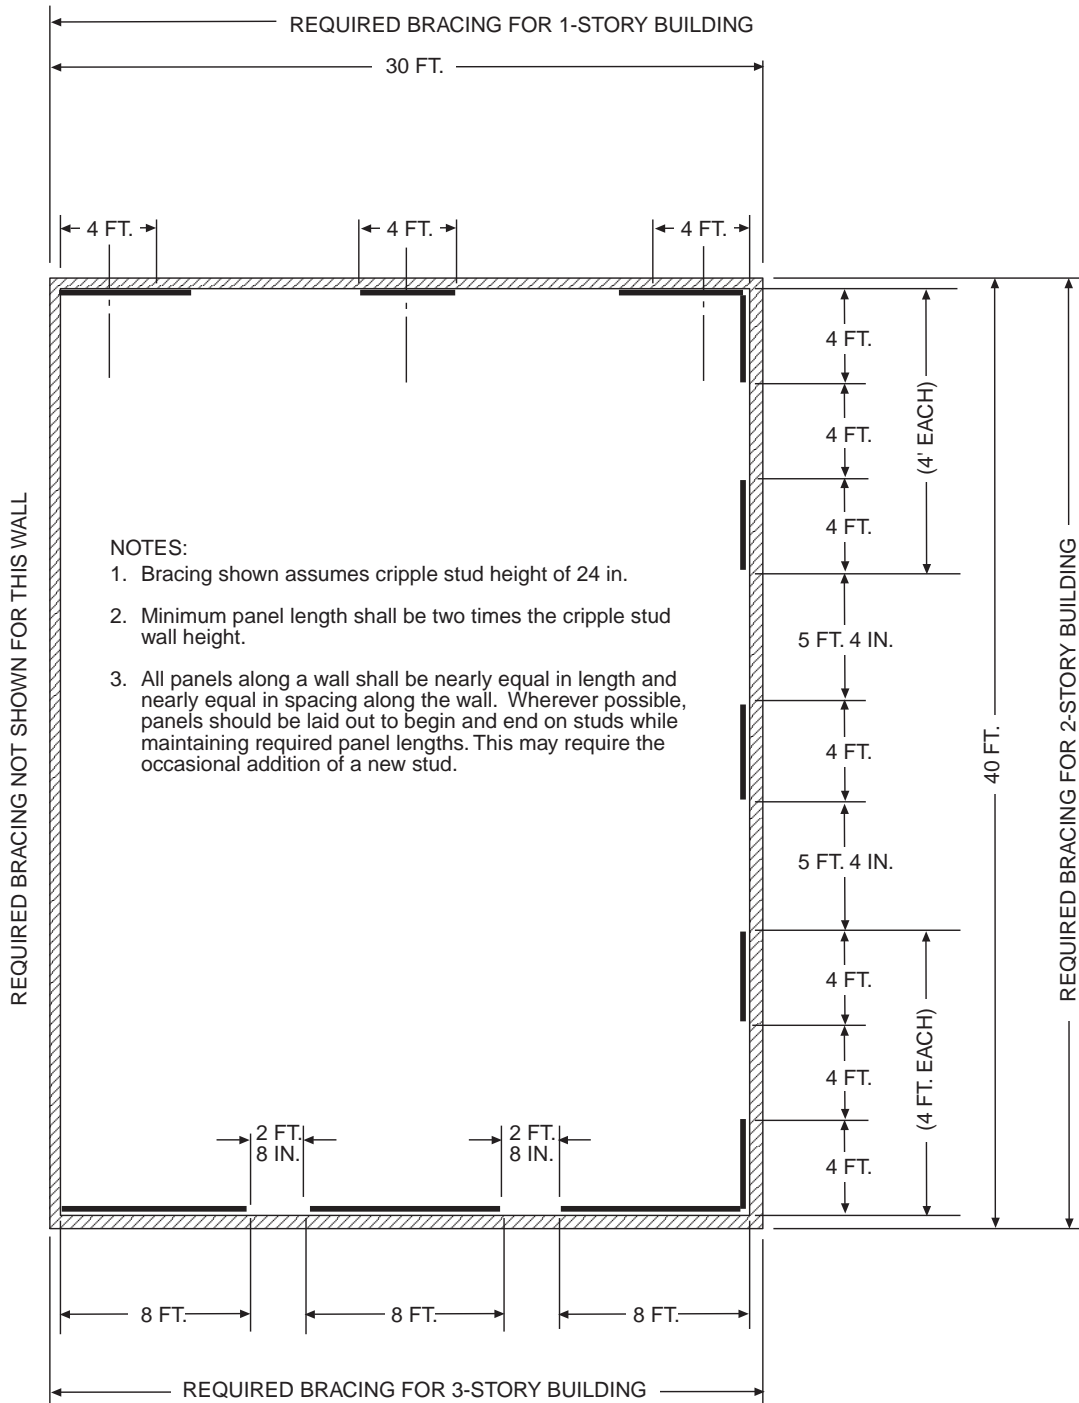 REQUIRED BRACING FOR 1-STORY BUILDING
30 FT.
4 FT.
4 FT.
4 FT.
4 FT.
4 FT.
(4' EACH)
4 FT.
REQUIRED BRACING NOT SHOWN FOR THIS WALL
NOTES:
1. Bracing shown assumes cripple stud height of 24 in.
2. Minimum panel length shall be two times the cripple stud
wall height.
3. All panels along a wall shall be nearly equal in length and
nearly equal in spacing along the wall. Wherever possible,
panels should be laid out to begin and end on studs while
maintaining required panel lengths. This may require the
occasional addition of a new stud.
5 FT. 4 IN.
4 FT.
40 FT.
REQUIRED BRACING FOR 2-STORY BUILDING
5 FT. 4 IN.
4 FT.
4 FT.
(4 FT. EACH)
4 FT.
2 FT.
8 IN.
2 FT.
8 IN.
8 FT.
8 FT.
8 FT.
REQUIRED BRACING FOR 3-STORY BUILDING